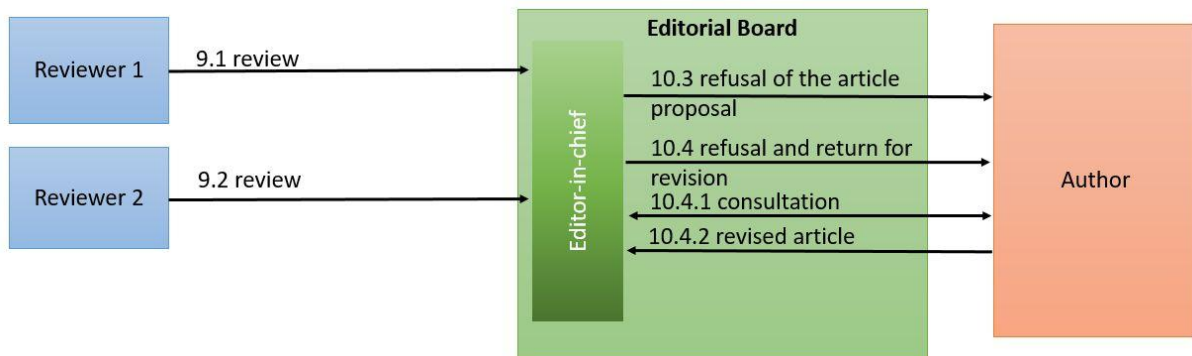 Editorial Board
Reviewer 1
9.1 review
10.3 refusal of the article
proposal
Editor-in-chief
10.4 refusal and return for
revision
Author
Reviewer 2
9.2 review
10.4.1 consultation
10.4.2 revised article